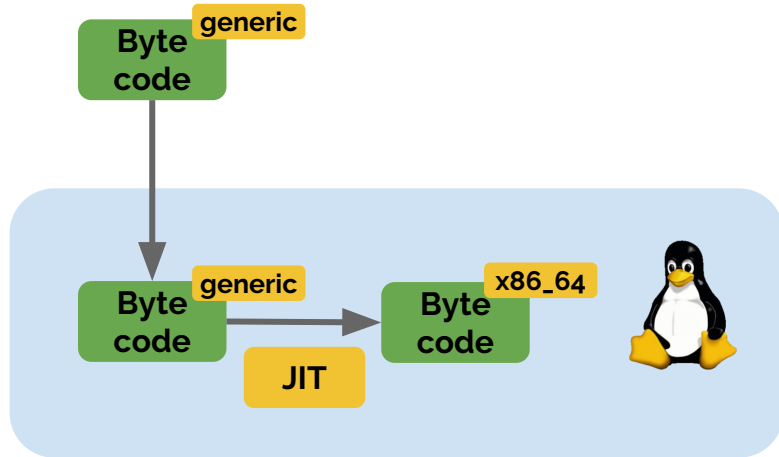 generic
Byte
code
generic
Byte
code
x86_64
Byte
code
JIT